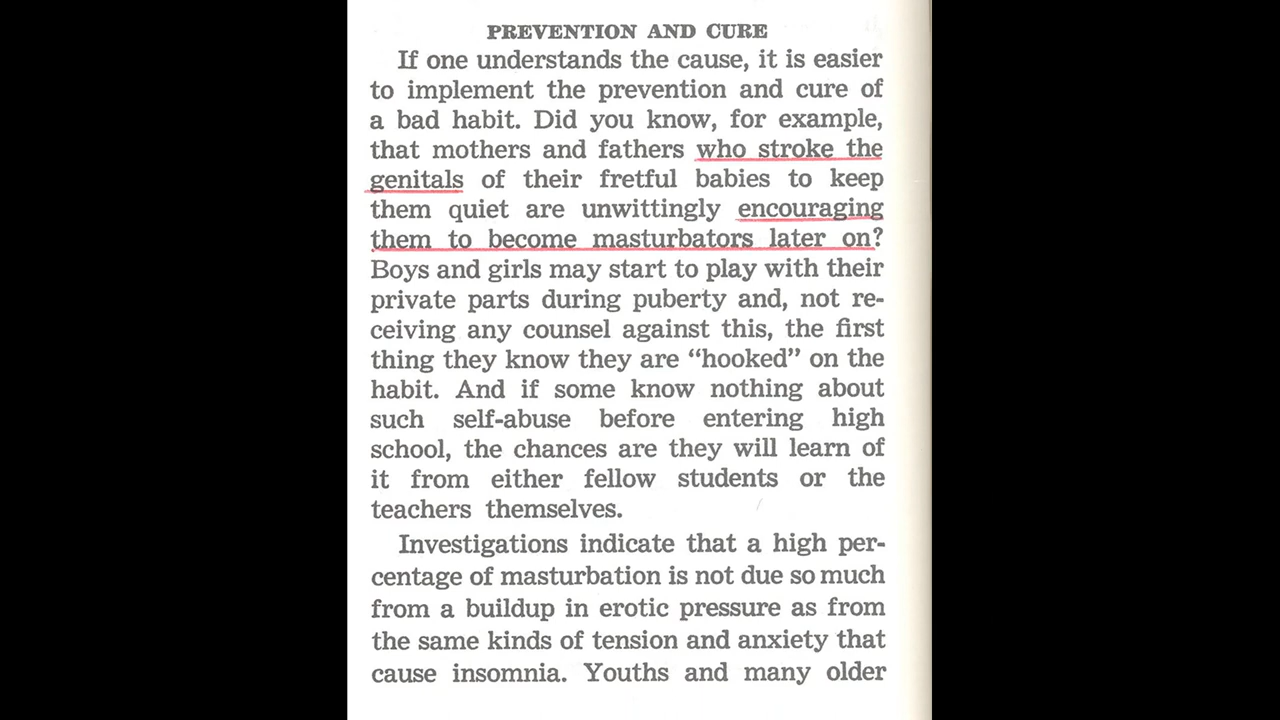 PREVENTION AND CURE
If one understands the cause, it is easier
to implement the prevention and cure of
a bad habit. Did you know, for example,
that mothers and fathers who stroke the
genitals of their fretful babies to keep
them quiet are unwittingly encouraging
them to become masturbators later on?
Boys and girls may start to play with their
private parts during puberty and, not re-
ceiving any counsel against this, the first
thing they know they are “hooked” on the
habit. And if some know nothing about
such self-abuse before entering high
school, the chances are they will learn of
it from either fellow students or the
teachers themselves.
Investigations indicate that a high per-
centage of masturbation is not due so much
from a buildup in erotic pressure as from
the same kinds of tension and anxiety that
cause insomnia. Youths and many older